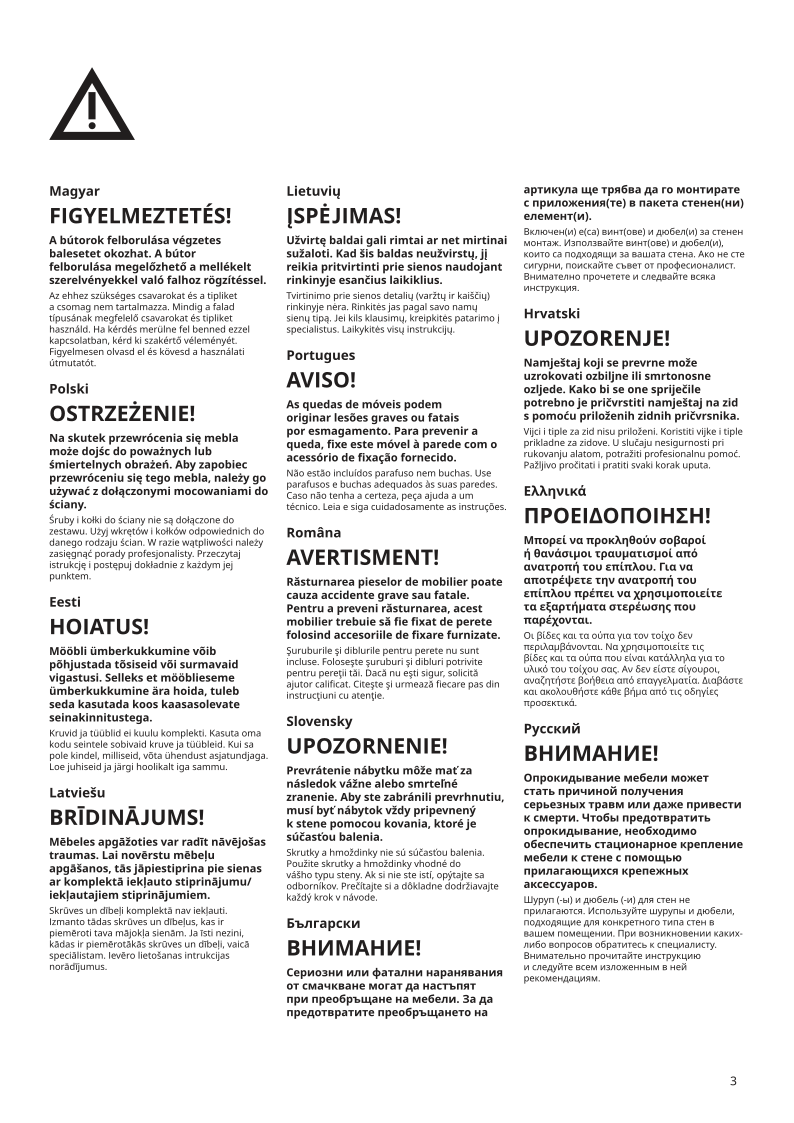 Magyar
FIGYELMEZTETÉS!
A bútorok felborulása végzetes
balesetet okozhat. A bútor
felborulása megelőzhető a mellékelt
szerelvényekkel való falhoz rögzítéssel.
Az ehhez szükséges csavarokat és a tipliket
a csomag nem tartalmazza. Mindig a falad
típusának megfelelő csavarokat és tipliket
használd. Ha kérdés merülne fel benned ezzel
kapcsolatban, kérd ki szakértő véleményét.
Figyelmesen olvasd el és kövesd a használati
útmutatót.
Polski
OSTRZEŻENIE!
Na skutek przewrócenia się mebla
może dojśc do poważnych lub
śmiertelnych obrażeń. Aby zapobiec
przewróceniu się tego mebla, należy go
używać z dołączonymi mocowaniami do
ściany.
Śruby i kołki do ściany nie są dołączone do
zestawu. Użyj wkrętów i kołków odpowiednich do
danego rodzaju ścian. W razie wątpliwości należy
zasięgnąć porady profesjonalisty. Przeczytaj
istrukcję i postępuj dokładnie z każdym jej
punktem.
Eesti
HOIATUS!
Mööbli ümberkukkumine võib
põhjustada tõsiseid või surmavaid
vigastusi. Selleks et mööblieseme
ümberkukkumine ära hoida, tuleb
seda kasutada koos kaasasolevate
seinakinnitustega.
Kruvid ja tüüblid ei kuulu komplekti. Kasuta oma
kodu seintele sobivaid kruve ja tüübleid. Kui sa
pole kindel, milliseid, võta ühendust asjatundjaga.
Loe juhiseid ja järgi hoolikalt iga sammu.
Latviešu
BRĪDINĀJUMS!
Mēbeles apgāžoties var radīt nāvējošas
traumas. Lai novērstu mēbeļu
apgāšanos, tās jāpiestiprina pie sienas
ar komplektā iekļauto stiprinājumu/
iekļautajiem stiprinājumiem.
Skrūves un dībeļi komplektā nav iekļauti.
Izmanto tādas skrūves un dībeļus, kas ir
piemēroti tava mājokļa sienām. Ja īsti nezini,
kādas ir piemērotākās skrūves un dībeļi, vaicā
speciālistam. Ievēro lietošanas intrukcijas
norādījumus.
Lietuvių
ĮSPĖJIMAS!
Užvirtę baldai gali rimtai ar net mirtinai
sužaloti. Kad šis baldas neužvirstų, jį
reikia pritvirtinti prie sienos naudojant
rinkinyje esančius laikiklius.
Tvirtinimo prie sienos detalių (varžtų ir kaiščių)
rinkinyje nėra. Rinkitės jas pagal savo namų
sienų tipą. Jei kils klausimų, kreipkitės patarimo į
specialistus. Laikykitės visų instrukcijų.
Portugues
AVISO!
As quedas de móveis podem
originar lesões graves ou fatais
por esmagamento. Para prevenir a
queda, fixe este móvel à parede com o
acessório de fixação fornecido.
Não estão incluídos parafuso nem buchas. Use
parafusos e buchas adequados às suas paredes.
Caso não tenha a certeza, peça ajuda a um
técnico. Leia e siga cuidadosamente as instruções.
Româna
AVERTISMENT!
Răsturnarea pieselor de mobilier poate
cauza accidente grave sau fatale.
Pentru a preveni răsturnarea, acest
mobilier trebuie să fie fixat de perete
folosind accesoriile de fixare furnizate.
Şuruburile şi diblurile pentru perete nu sunt
incluse. Foloseşte şuruburi şi dibluri potrivite
pentru pereţii tăi. Dacă nu eşti sigur, solicită
ajutor calificat. Citeşte şi urmează fiecare pas din
instrucţiuni cu atenţie.
Slovensky
UPOZORNENIE!
Prevrátenie nábytku môže mať za
následok vážne alebo smrteľné
zranenie. Aby ste zabránili prevrhnutiu,
musí byť nábytok vždy pripevnený
k stene pomocou kovania, ktoré je
súčasťou balenia.
Skrutky a hmoždinky nie sú súčasťou balenia.
Použite skrutky a hmoždinky vhodné do
vášho typu steny. Ak si nie ste istí, opýtajte sa
odborníkov. Prečítajte si a dôkladne dodržiavajte
každý krok v návode.
Български
ВНИМАНИЕ!
Сериозни или фатални наранявания
от смачкване могат да настъпят
при преобръщане на мебели. За да
предотвратите преобръщането на
артикула ще трябва да го монтирате
с приложения(те) в пакета стенен(ни)
елемент(и).
Включен(и) е(са) винт(ове) и дюбел(и) за стенен
монтаж. Използвайте винт(ове) и дюбел(и),
които са подходящи за вашата стена. Ако не сте
сигурни, поискайте съвет от професионалист.
Внимателно прочетете и следвайте всяка
инструкция.
Hrvatski
UPOZORENJE!
Namještaj koji se prevrne može
uzrokovati ozbiljne ili smrtonosne
ozljede. Kako bi se one spriječile
potrebno je pričvrstiti namještaj na zid
s pomoću priloženih zidnih pričvrsnika.
Vijci i tiple za zid nisu priloženi. Koristiti vijke i tiple
prikladne za zidove. U slučaju nesigurnosti pri
rukovanju alatom, potražiti profesionalnu pomoć.
Pažljivo pročitati i pratiti svaki korak uputa.
Ελληνικά
ΠΡΟΕΙΔΟΠΟΙΗΣΗ!
Μπορεί να προκληθούν σοβαροί
ή θανάσιμοι τραυματισμοί από
ανατροπή του επίπλου. Για να
αποτρέψετε την ανατροπή του
επίπλου πρέπει να χρησιμοποιείτε
τα εξαρτήματα στερέωσης που
παρέχονται.
Οι βίδες και τα ούπα για τον τοίχο δεν
περιλαμβάνονται. Να χρησιμοποιείτε τις
βίδες και τα ούπα που είναι κατάλληλα για το
υλικό του τοίχου σας. Αν δεν είστε σίγουροι,
αναζητήστε βοήθεια από επαγγελματία. Διαβάστε
και ακολουθήστε κάθε βήμα από τις οδηγίες
προσεκτικά.
Русский
ВНИМАНИЕ!
Опрокидывание мебели может
стать причиной получения
серьезных травм или даже привести
к смерти. Чтобы предотвратить
опрокидывание, необходимо
обеспечить стационарное крепление
мебели к стене с помощью
прилагающихся крепежных
аксессуаров.
Шуруп (-ы) и дюбель (-и) для стен не
прилагаются. Используйте шурупы и дюбели,
подходящие для конкретного типа стен в
вашем помещении. При возникновении каких-
либо вопросов обратитесь к специалисту.
Внимательно прочитайте инструкцию
и следуйте всем изложенным в ней
рекомендациям.
3